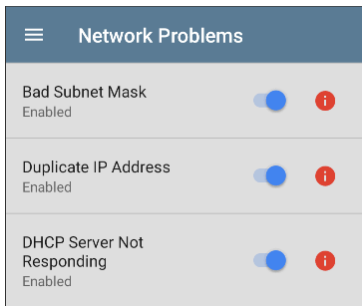 Network Problems
Bad Subnet Mask
Enabled
Duplicate IP Address
Enabled
DHCP Server Not
Responding
Enabled